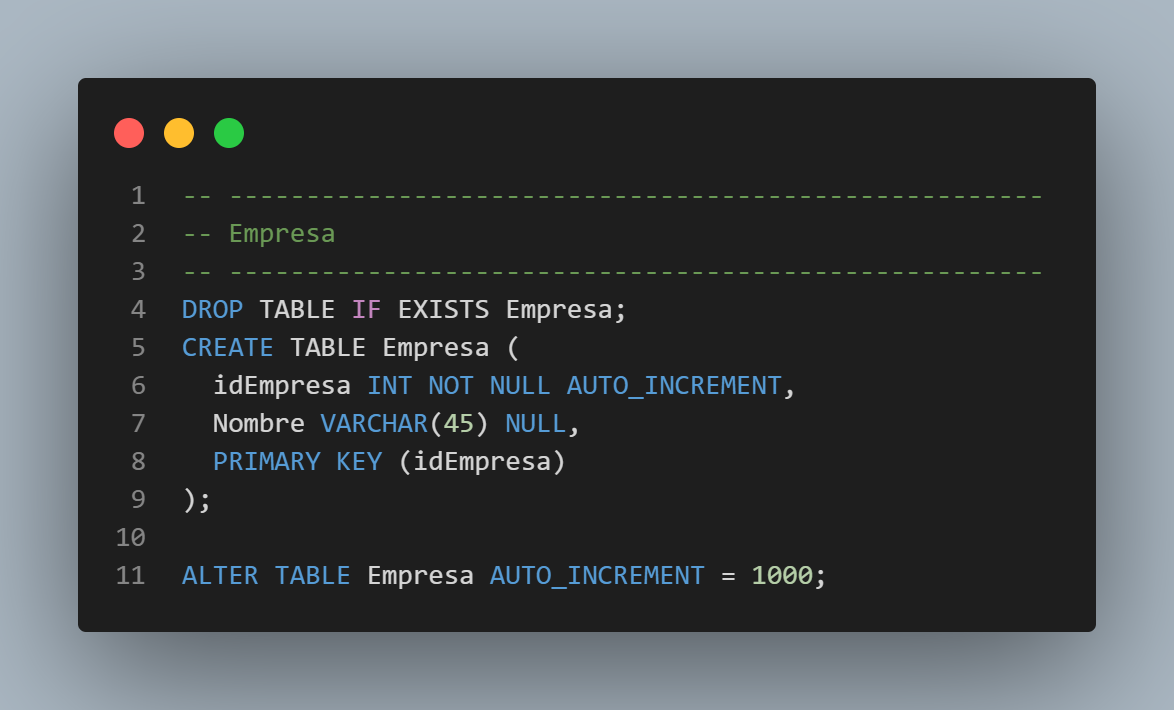 1 -- -----------------------------------------------------
2 -- Empresa
3 -- -----------------------------------------------------
4 DROP TABLE IF EXISTS Empresa;
5 CREATE TABLE Empresa (
6   idEmpresa INT NOT NULL AUTO_INCREMENT,
7   Nombre VARCHAR(45) NULL,
8   PRIMARY KEY (idEmpresa)
9 );
10
11 ALTER TABLE Empresa AUTO_INCREMENT = 1000;